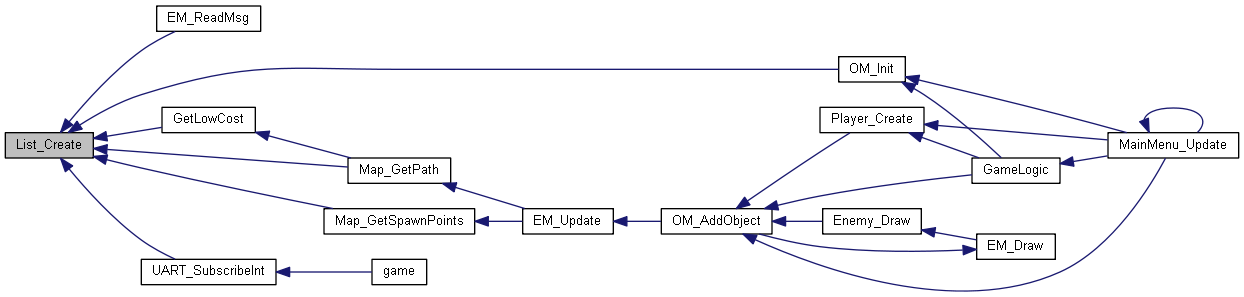 EM_ReadMsg
OM_Init
GetLowCost
Player_Create
List_Create
MainMenu_Update
Map_GetPath
GameLogic
Map_GetSpawnPoints
EM_Update
OM_AddObject
Enemy_Draw
EM_Draw
UART_SubscribeInt
game